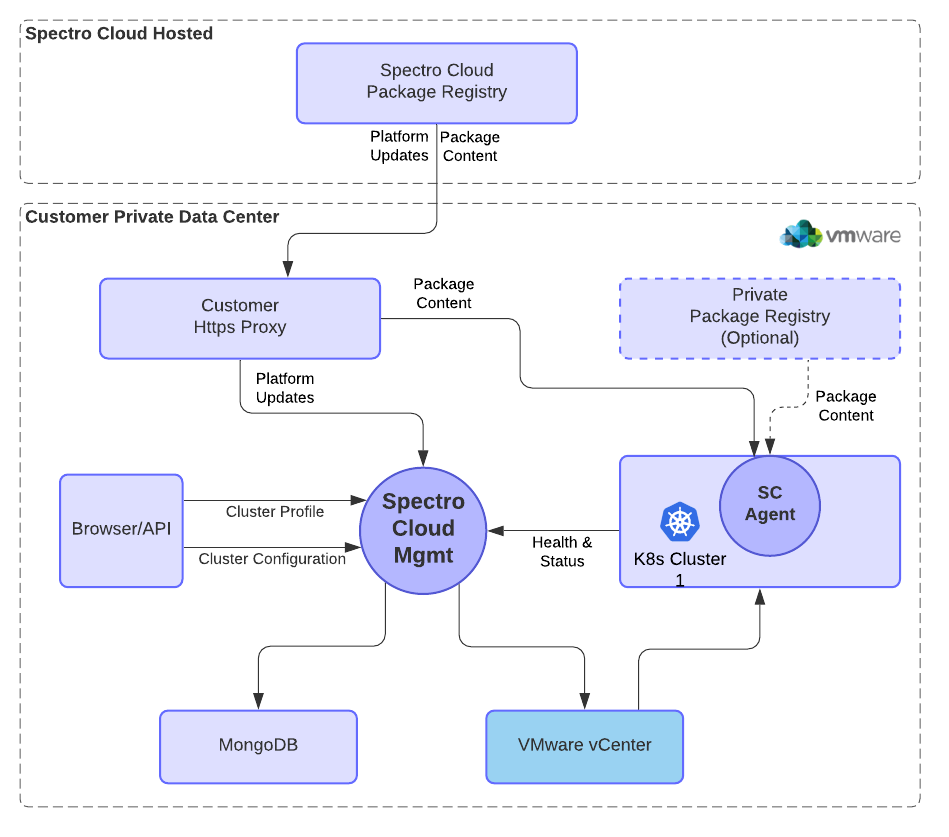 Spectro Cloud Hosted
Spectro Cloud
Package Registry
Platform
Updates
Package
Content
Customer Private Data Center
vmware
Customer
Https Proxy
Package
Content
Private
Package Registry
(Optional)
Platform
Updates
Package
Content
Browser/API
Cluster Profile
Cluster Configuration
Spectro
Cloud
Mgmt
Health &
Status
SC
Agent
K8s Cluster
1
MongoDB
VMware vCenter